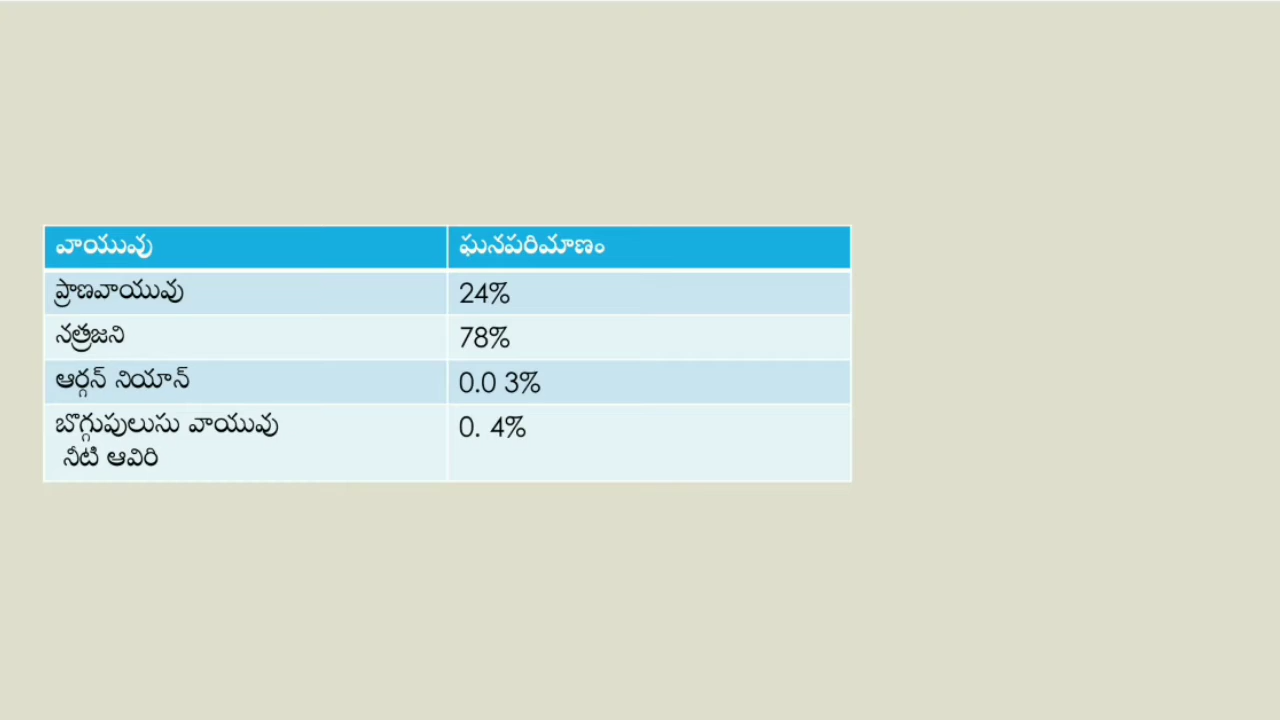 వాయువు ఘనపరిమాణం
ప్రాణవాయువు 24%
నత్రజని 78%
ఆర్గన్ నియాన్ 0.0 3%
బొగ్గుపులుసు వాయువు 0. 4%
నీటి ఆవిరి